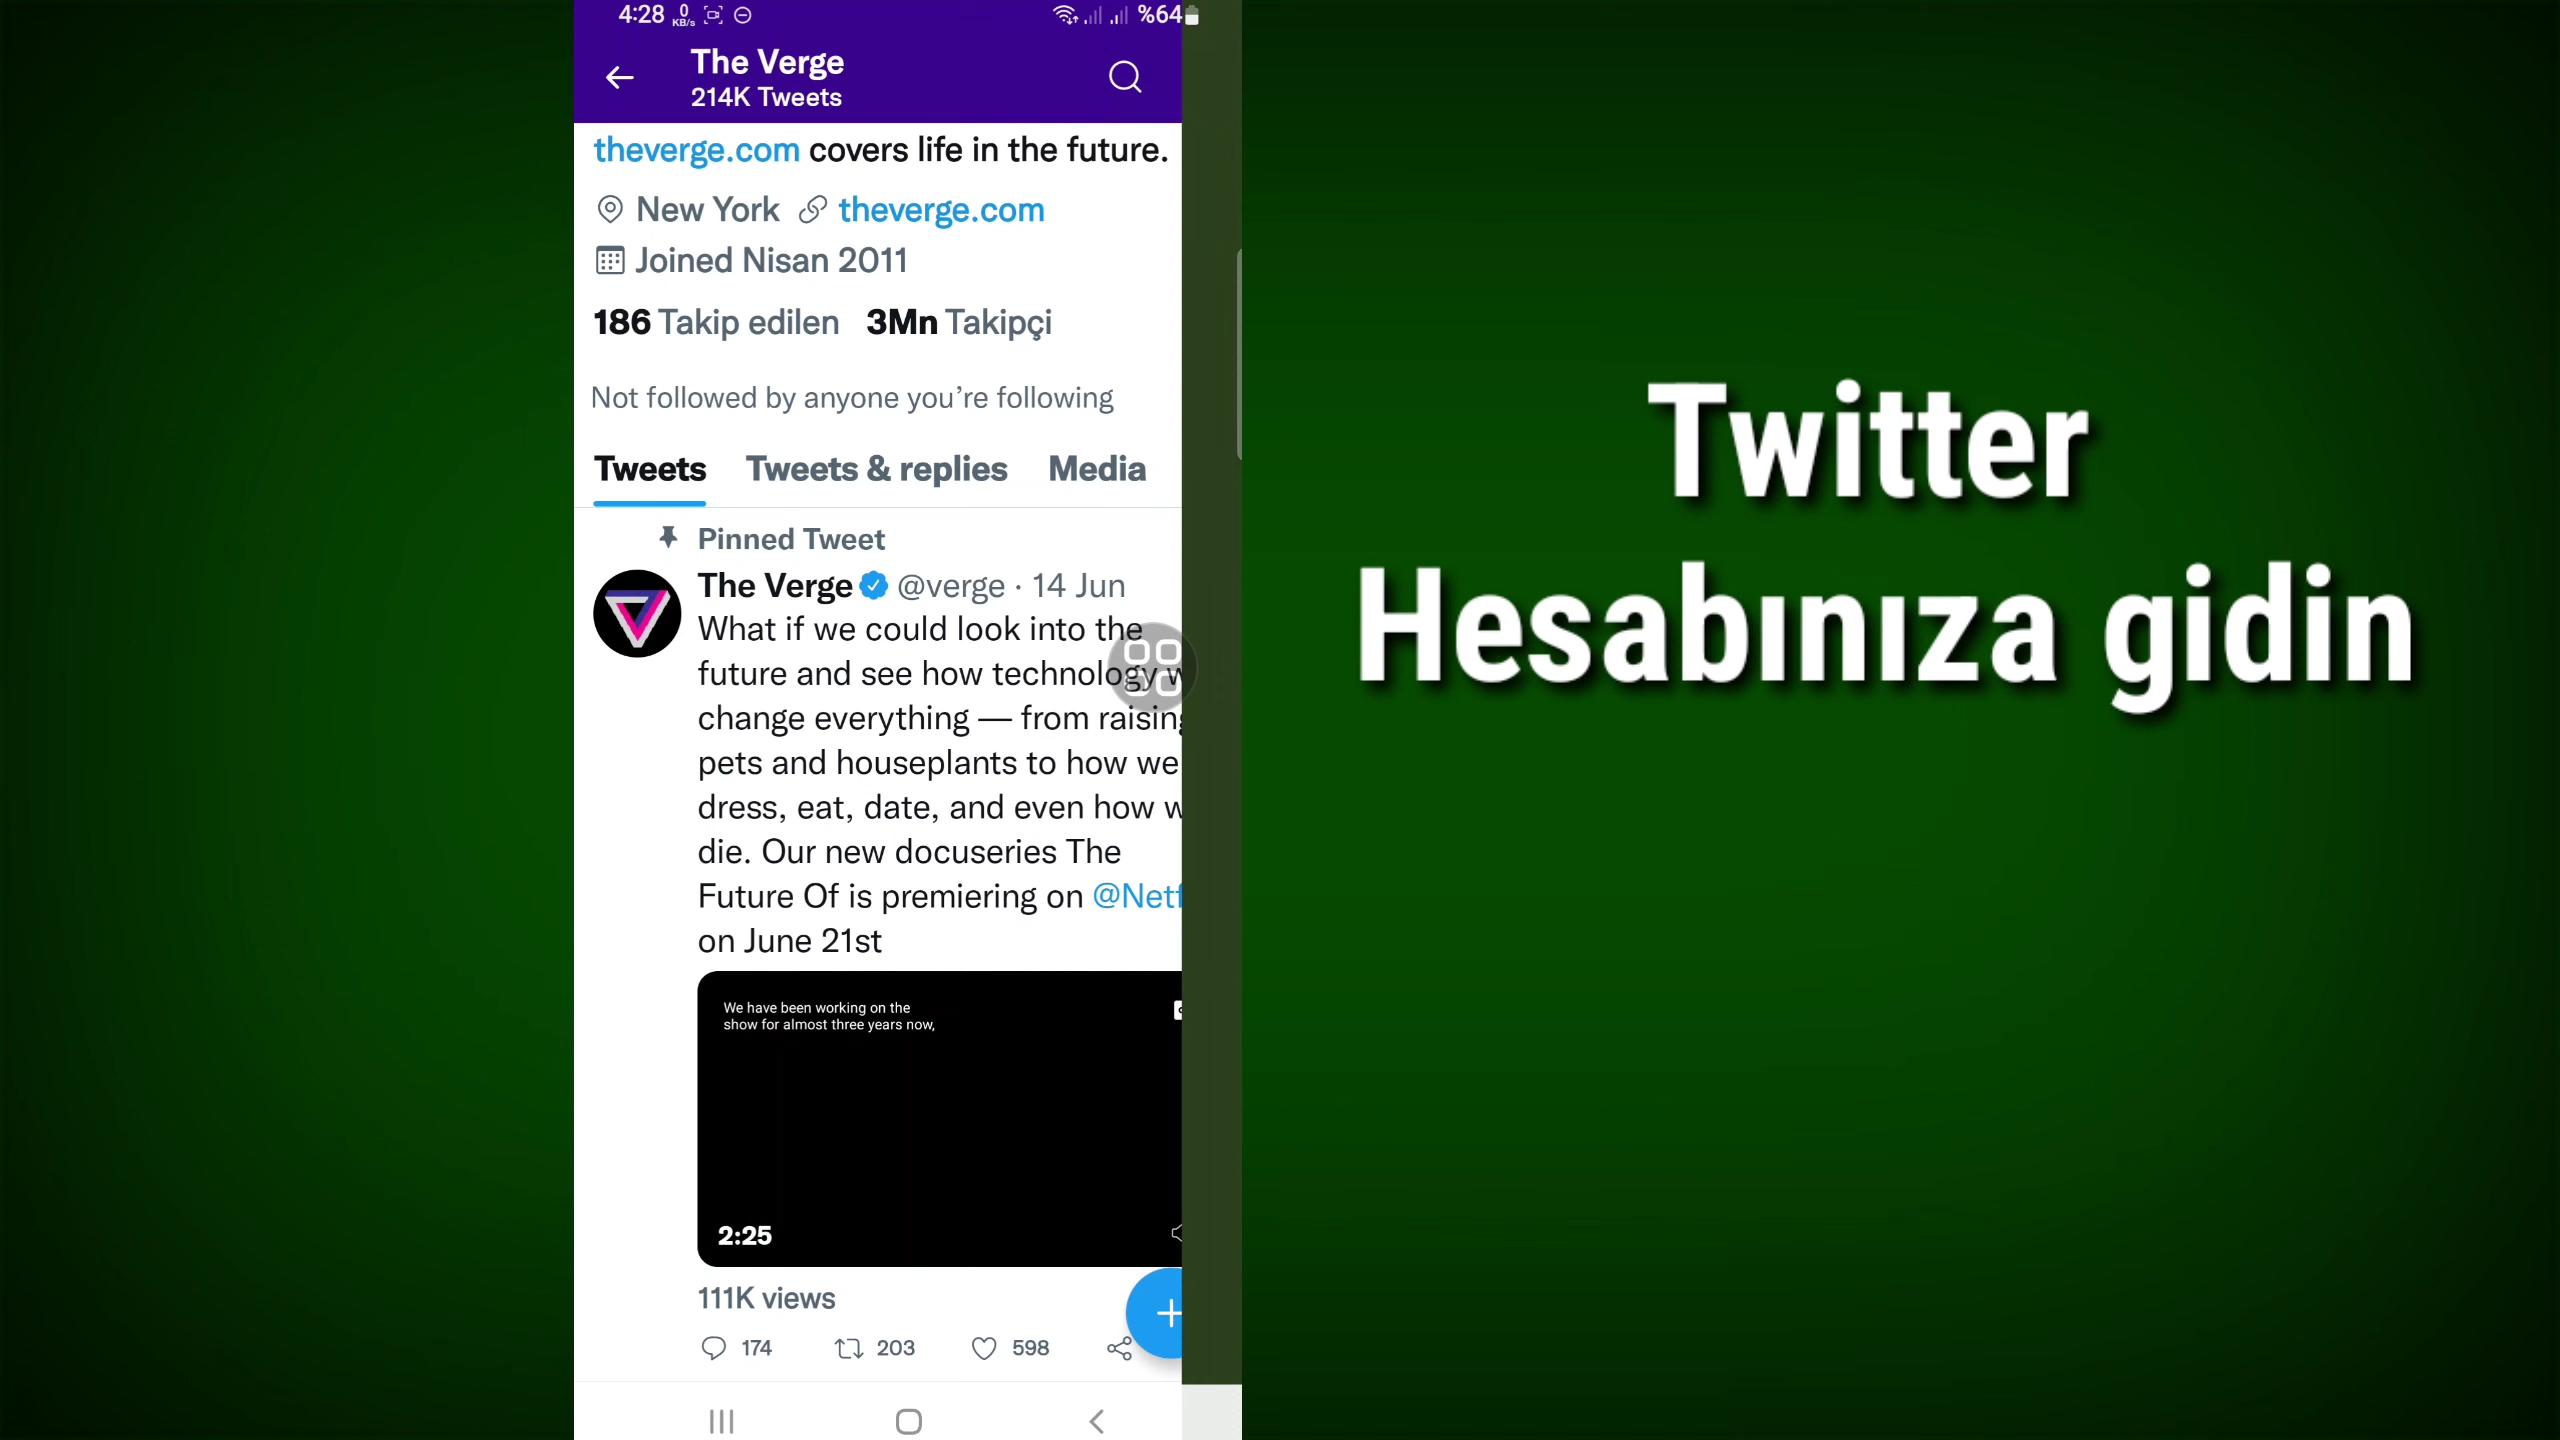 4:28 0 KB/s %64
The Verge
214K Tweets
theverge.com covers life in the future.
New York theverge.com
Joined Nisan 2011
186 Takip edilen 3Mn Takipçi
Not followed by anyone you’re following
Tweets Tweets & replies Media
Pinned Tweet
The Verge @verge · 14 Jun
What if we could look into the
future and see how technology w
change everything — from raising
pets and houseplants to how we
dress, eat, date, and even how w
die. Our new docuseries The
Future Of is premiering on @Netf
on June 21st
We have been working on the
show for almost three years now,
2:25
111K views
174 203 598
Twitter
Hesabınıza gidin